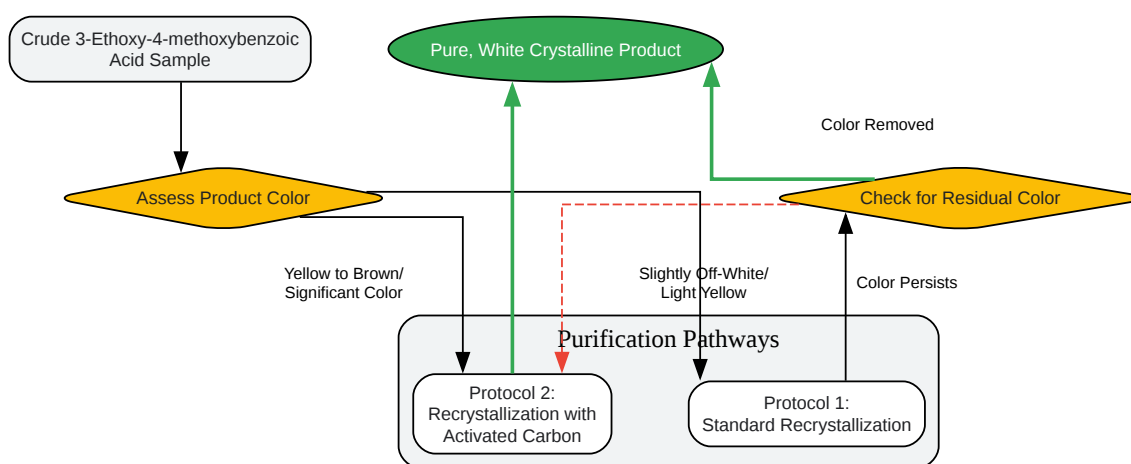 Crude 3-Ethoxy-4-methoxybenzoic
Acid Sample
Pure, White Crystalline Product
Color Removed
Assess Product Color
Check for Residual Color
Yellow to Brown/
Significant Color
Slightly Off-White/
Light Yellow
Color Persists
Purification Pathways
Protocol 2:
Recrystallization with
Activated Carbon
Protocol 1:
Standard Recrystallization